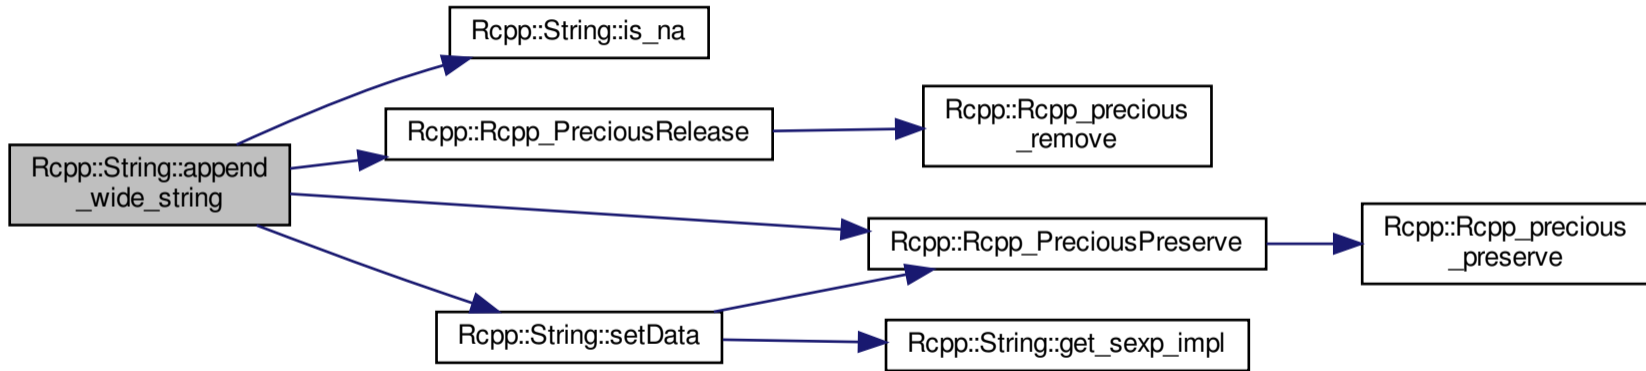 Rcpp::String::is_na
Rcpp::Rcpp_PreciousRelease
Rcpp::Rcpp_precious
_remove
Rcpp::String::append
_wide_string
Rcpp::Rcpp_PreciousPreserve
Rcpp::Rcpp_precious
_preserve
Rcpp::String::setData
Rcpp::String::get_sexp_impl